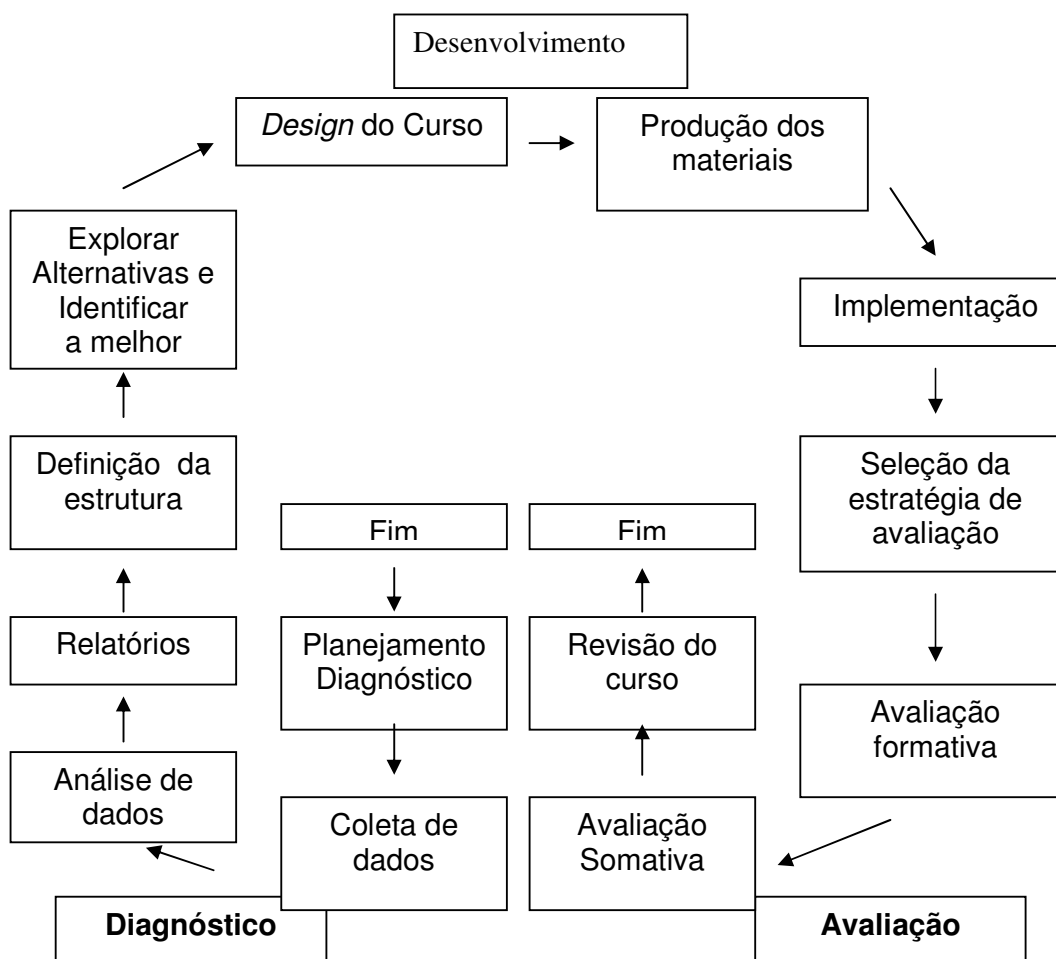 Desenvolvimento
Design do Curso
Produção dos
materiais
Explorar
Alternativas e
Identificar
a melhor
Implementação
Definição da
estrutura
Seleção da
estratégia de
avaliação
Fim
Fim
Relatórios
Planejamento
Diagnóstico
Revisão do
curso
Avaliação
formativa
Análise de
dados
Coleta de
dados
Avaliação
Somativa
Diagnóstico
Avaliação